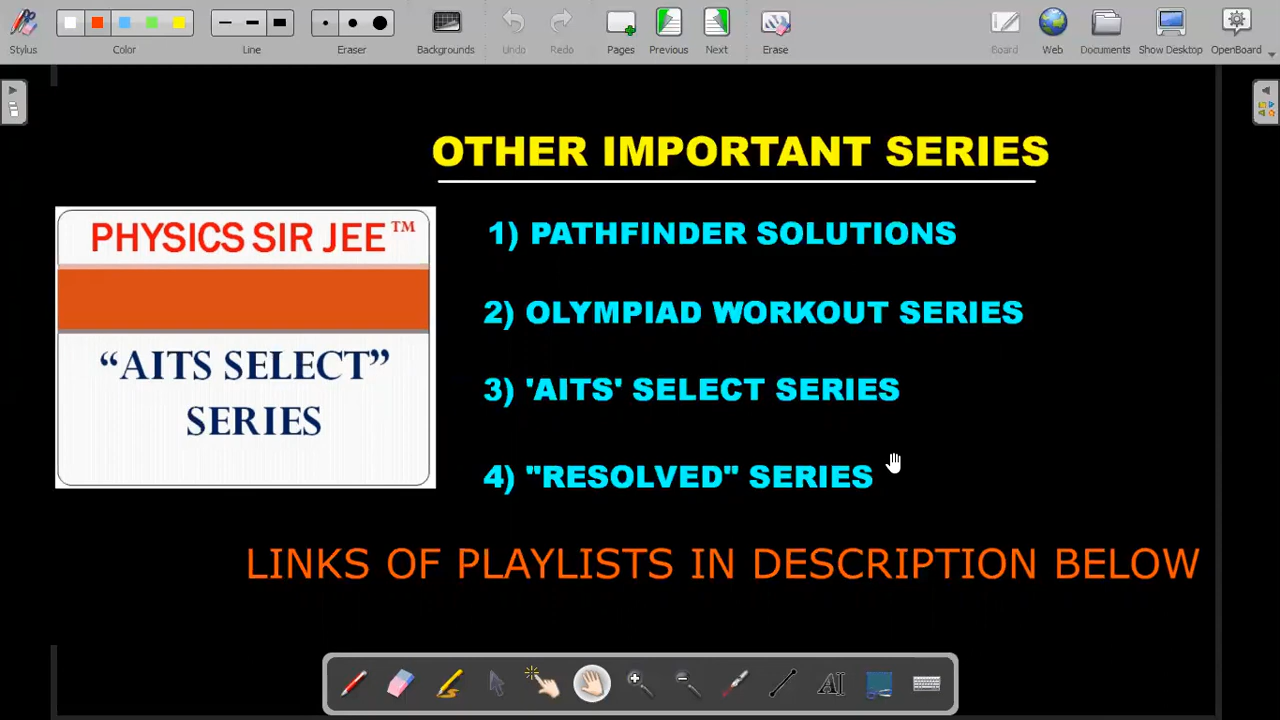 Stylus
Color
Line
Eraser
Backgrounds
Undo
Redo
Pages
Previous
Next
Erase
Board
Web
Documents
Show Desktop
OpenBoard
OTHER IMPORTANT SERIES
PHYSICS SIR JEE™
“AITS SELECT”
SERIES
1) PATHFINDER SOLUTIONS
2) OLYMPIAD WORKOUT SERIES
3) 'AITS' SELECT SERIES
4) "RESOLVED" SERIES
LINKS OF PLAYLISTS IN DESCRIPTION BELOW
AI